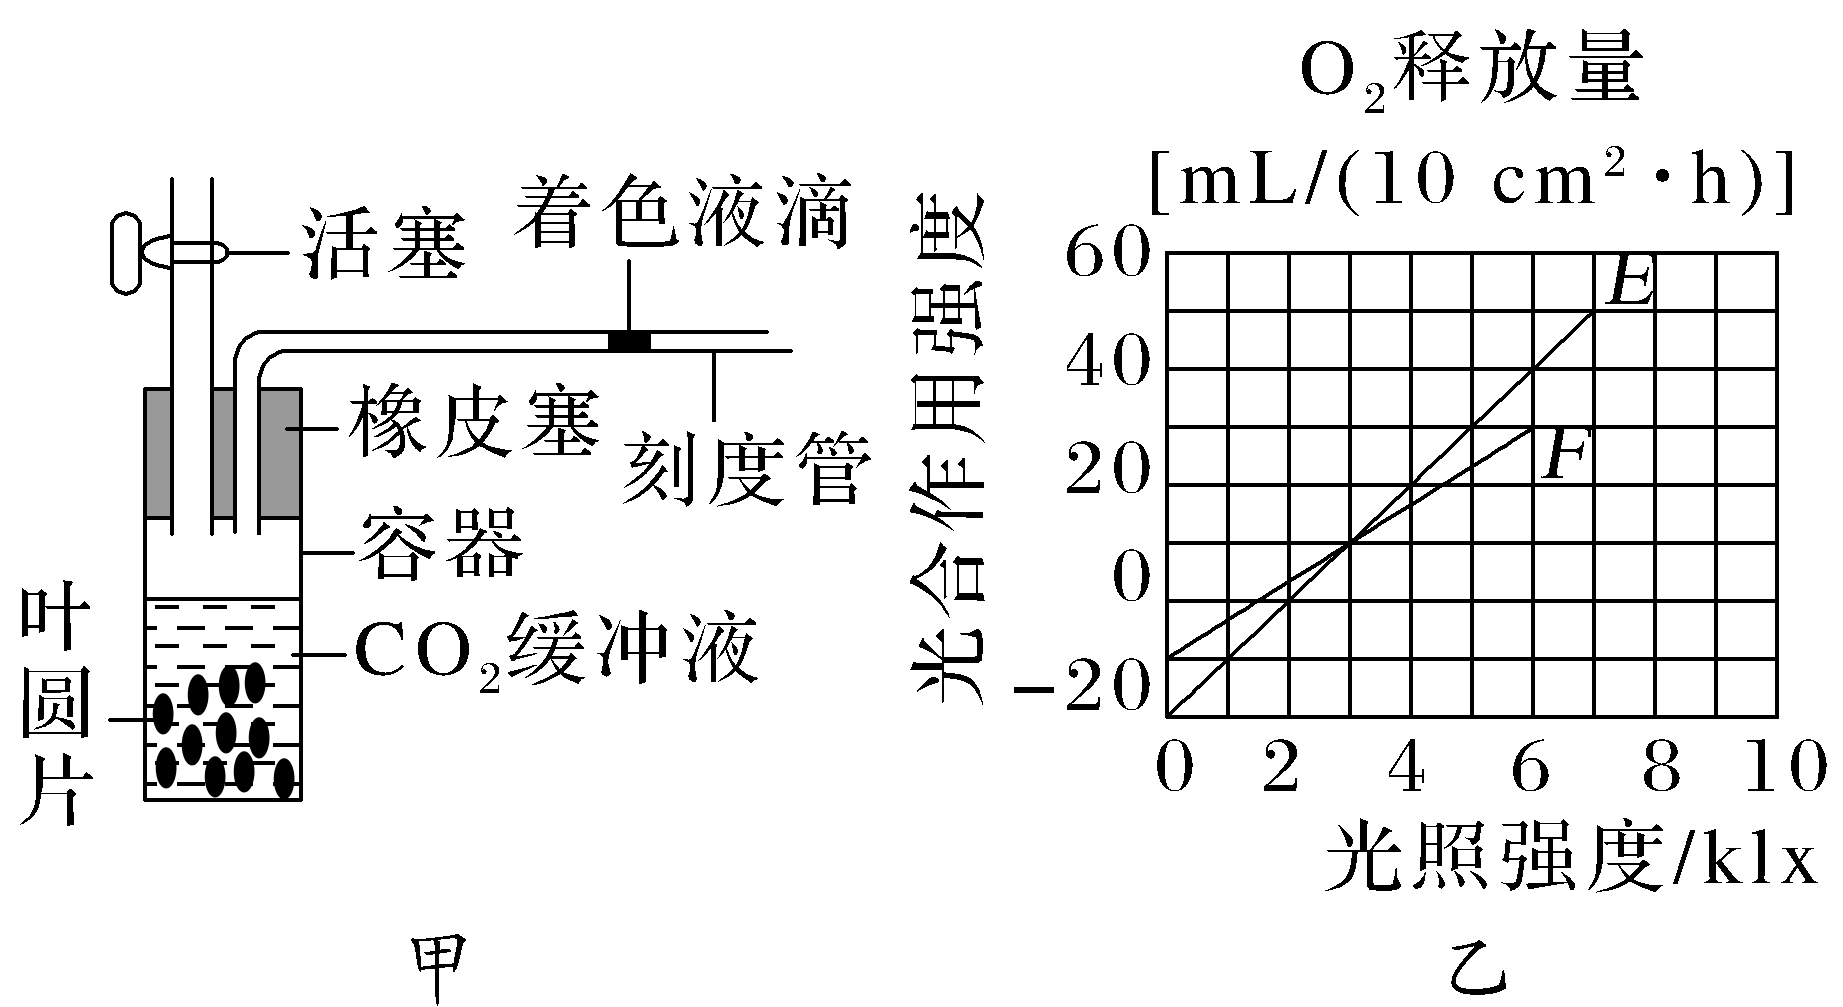 活塞
着色液滴
橡皮塞
刻度管
容器
CO₂缓冲液
叶圆片
甲
O₂释放量
[mL/(10 cm²·h)]
光合作用强度
60
40
20
0
-20
E
F
0 2 4 6 8 10
光照强度/klx
乙